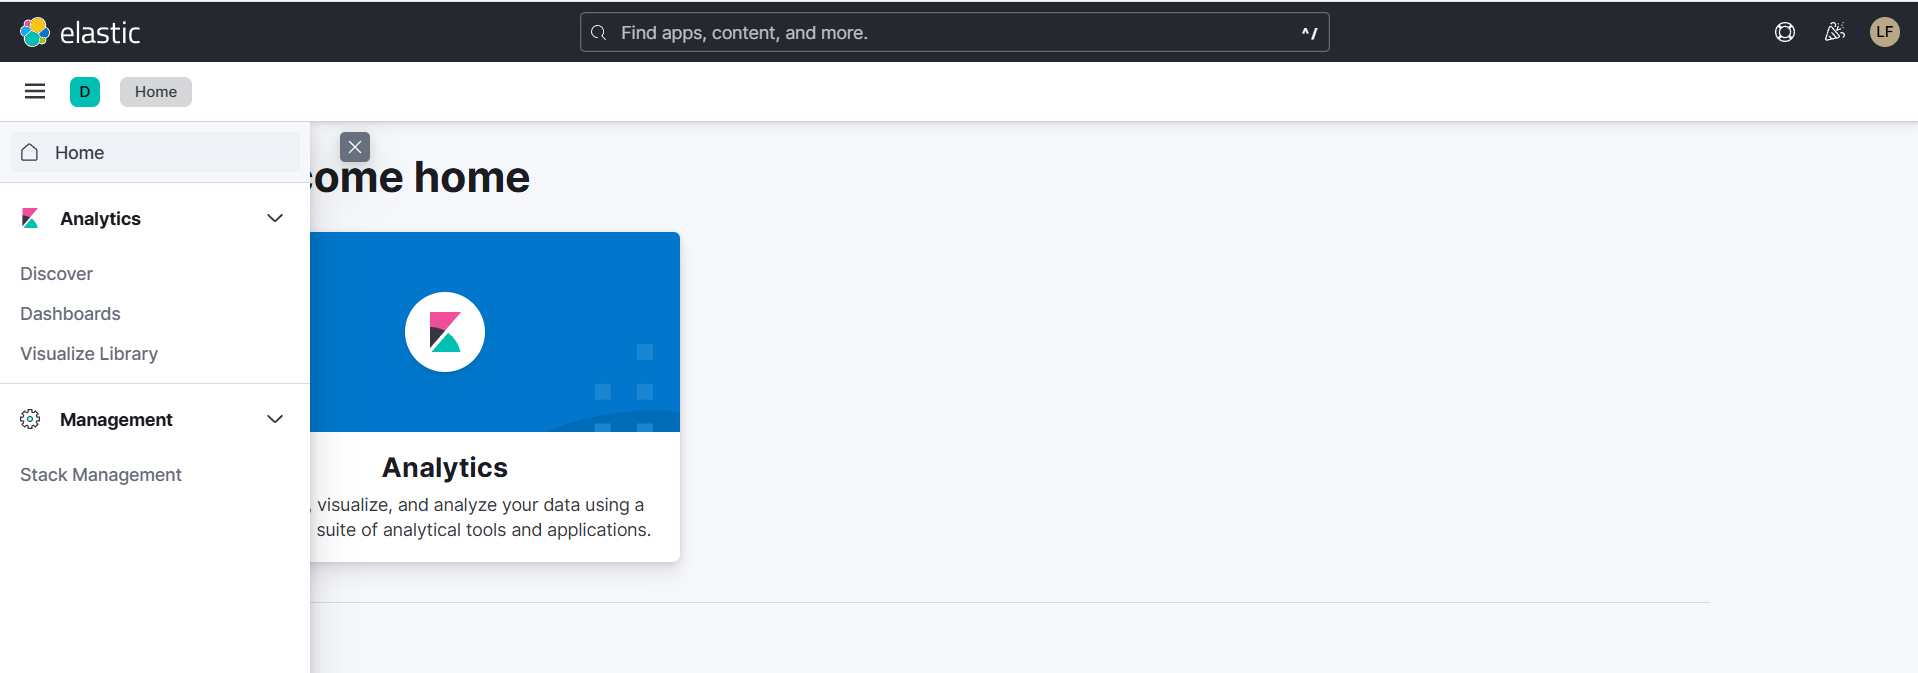 elastic
Find apps, content, and more.
^/
LF
D
Home
Home
come home
Analytics
Discover
Dashboards
Visualize Library
Management
Stack Management
Analytics
, visualize, and analyze your data using a
suite of analytical tools and applications.